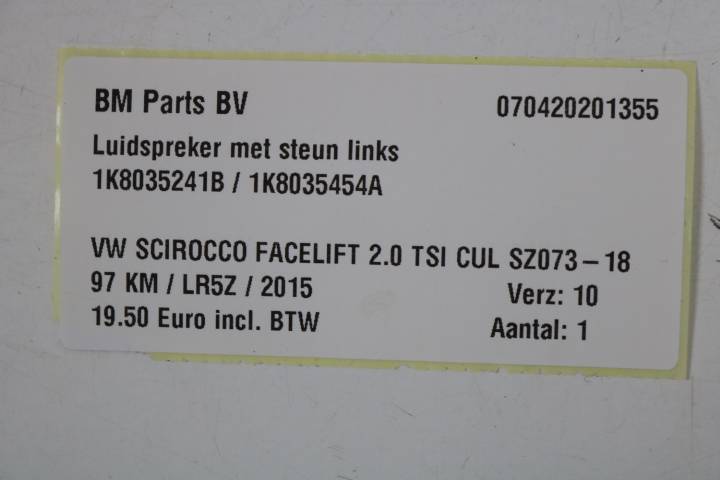 BM Parts BV 070420201355
Luidspreker met steun links
1K8035241B / 1K8035454A
VW SCIROCCO FACELIFT 2.0 TSI CUL SZ073-18
97 KM / LR5Z / 2015 Verz: 10
19.50 Euro incl. BTW Aantal: 1